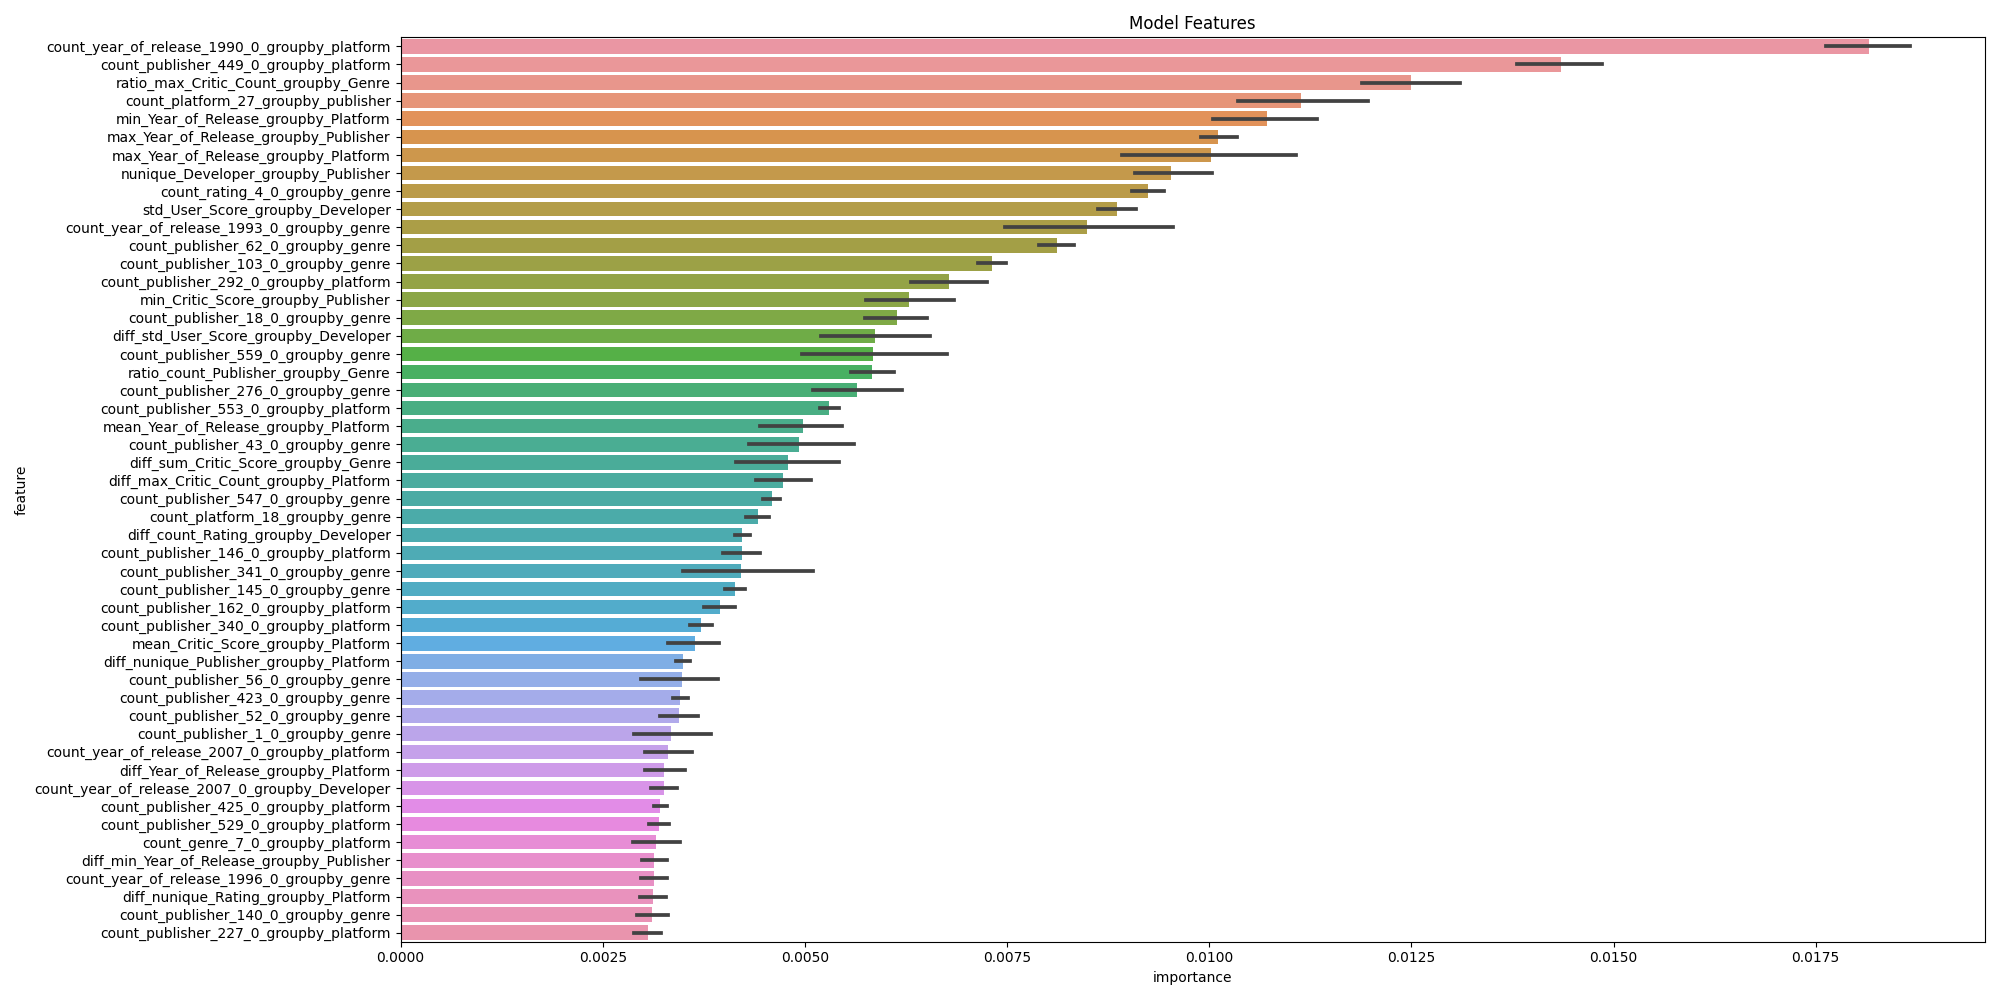 Model Features
count_year_of_release_1990_0_groupby_platform
count_publisher_449_0_groupby_platform
ratio_max_Critic_Count_groupby_Genre
count_platform_27_groupby_publisher
min_Year_of_Release_groupby_Platform
max_Year_of_Release_groupby_Publisher
max_Year_of_Release_groupby_Platform
nunique_Developer_groupby_Publisher
count_rating_4_0_groupby_genre
std_User_Score_groupby_Developer
count_year_of_release_1993_0_groupby_genre
count_publisher_62_0_groupby_genre
count_publisher_103_0_groupby_genre
count_publisher_292_0_groupby_platform
min_Critic_Score_groupby_Publisher
count_publisher_18_0_groupby_genre
diff_std_User_Score_groupby_Developer
count_publisher_559_0_groupby_genre
ratio_count_Publisher_groupby_Genre
count_publisher_276_0_groupby_genre
count_publisher_553_0_groupby_platform
mean_Year_of_Release_groupby_Platform
count_publisher_43_0_groupby_genre
diff_sum_Critic_Score_groupby_Genre
diff_max_Critic_Count_groupby_Platform
count_publisher_547_0_groupby_genre
count_platform_18_groupby_genre
diff_count_Rating_groupby_Developer
count_publisher_146_0_groupby_platform
count_publisher_341_0_groupby_genre
count_publisher_145_0_groupby_genre
count_publisher_162_0_groupby_platform
count_publisher_340_0_groupby_platform
mean_Critic_Score_groupby_Platform
diff_nunique_Publisher_groupby_Platform
count_publisher_56_0_groupby_genre
count_publisher_423_0_groupby_genre
count_publisher_52_0_groupby_genre
count_publisher_1_0_groupby_genre
count_year_of_release_2007_0_groupby_platform
diff_Year_of_Release_groupby_Platform
count_year_of_release_2007_0_groupby_Developer
count_publisher_425_0_groupby_platform
count_publisher_529_0_groupby_platform
count_genre_7_0_groupby_platform
diff_min_Year_of_Release_groupby_Publisher
count_year_of_release_1996_0_groupby_genre
diff_nunique_Rating_groupby_Platform
count_publisher_140_0_groupby_genre
count_publisher_227_0_groupby_platform
feature
0.0000 0.0025 0.0050 0.0075 0.0100 0.0125 0.0150 0.0175
importance